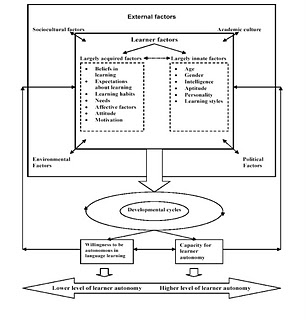 External factors
Sociocultural factors
Academic culture
Learner factors
Largely acquired factors
Largely innate factors
• Beliefs in
learning
• Expectations
about learning
• Learning habits
• Needs
• Affective factors
• Attitude
• Motivation
• Age
• Gender
• Intelligence
• Aptitude
• Personality
• Learning styles
Environmental
Factors
Political
Factors
Developmental cycles
Willingness to be
autonomous in
language learning
Capacity for
learner
autonomy
Lower level of learner autonomy
Higher level of learner autonomy